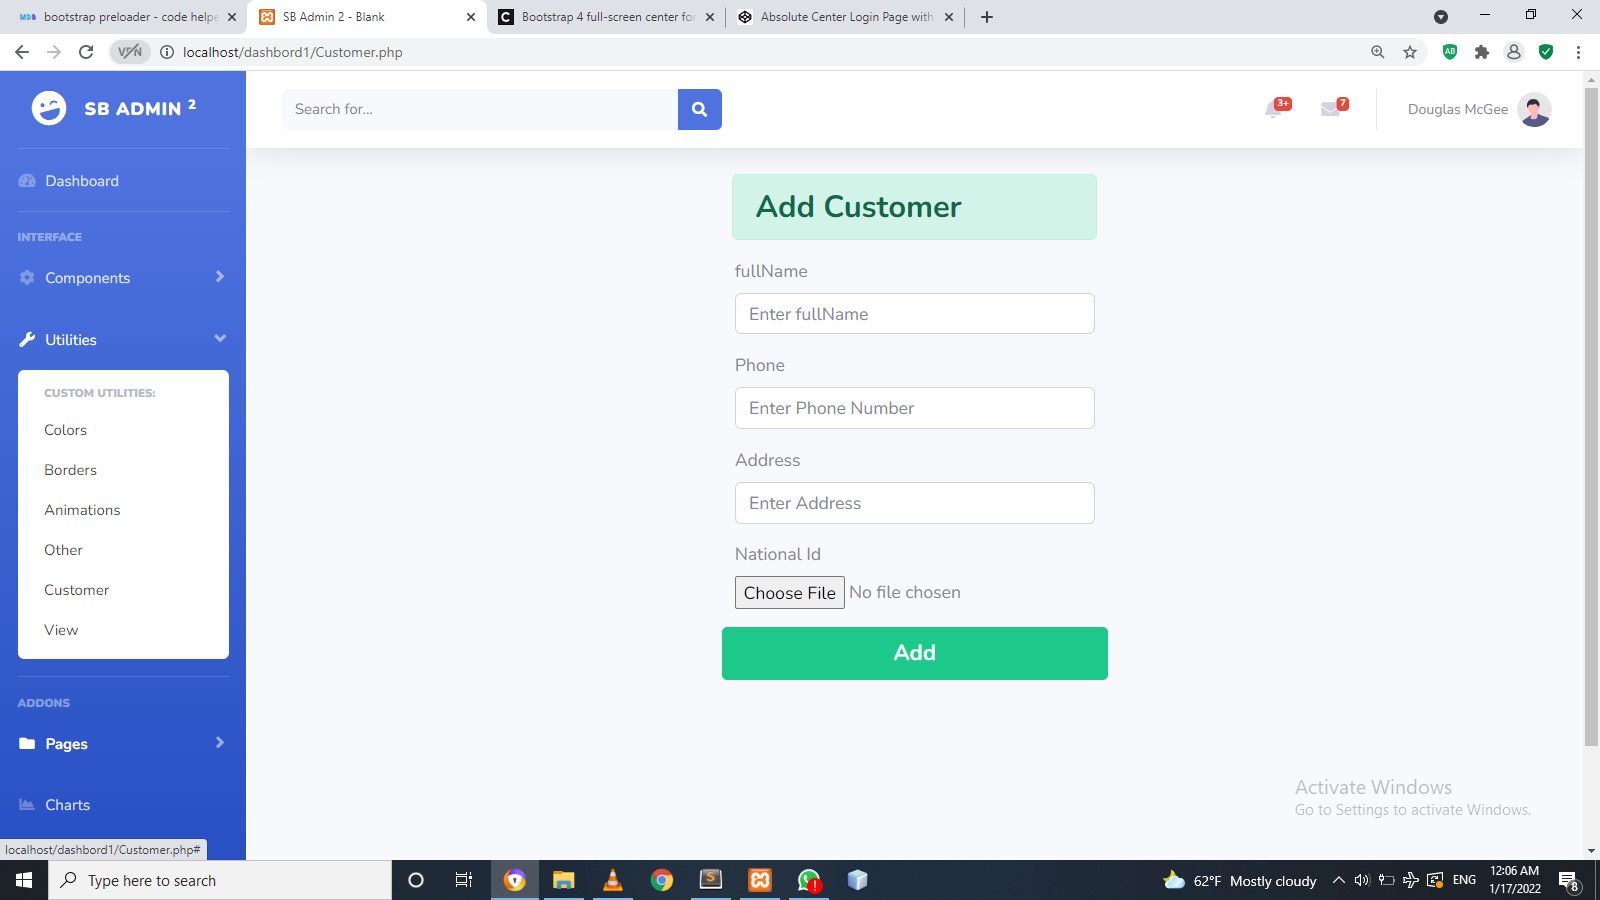 bootstrap preloader - code helpe
SB Admin 2 - Blank
Bootstrap 4 full-screen center for
Absolute Center Login Page with
VPN
localhost/dashbord1/Customer.php
SB ADMIN 2
Search for...
3+
7
Douglas McGee
Dashboard
INTERFACE
Components
Utilities
CUSTOM UTILITIES:
Colors
Borders
Animations
Other
Customer
View
ADDONS
Pages
Charts
Add Customer
fullName
Enter fullName
Phone
Enter Phone Number
Address
Enter Address
National Id
Choose File No file chosen
Add
Activate Windows
Go to Settings to activate Windows.
localhost/dashbord1/Customer.php#
Type here to search
62°F Mostly cloudy
ENG
12:06 AM
1/17/2022
8